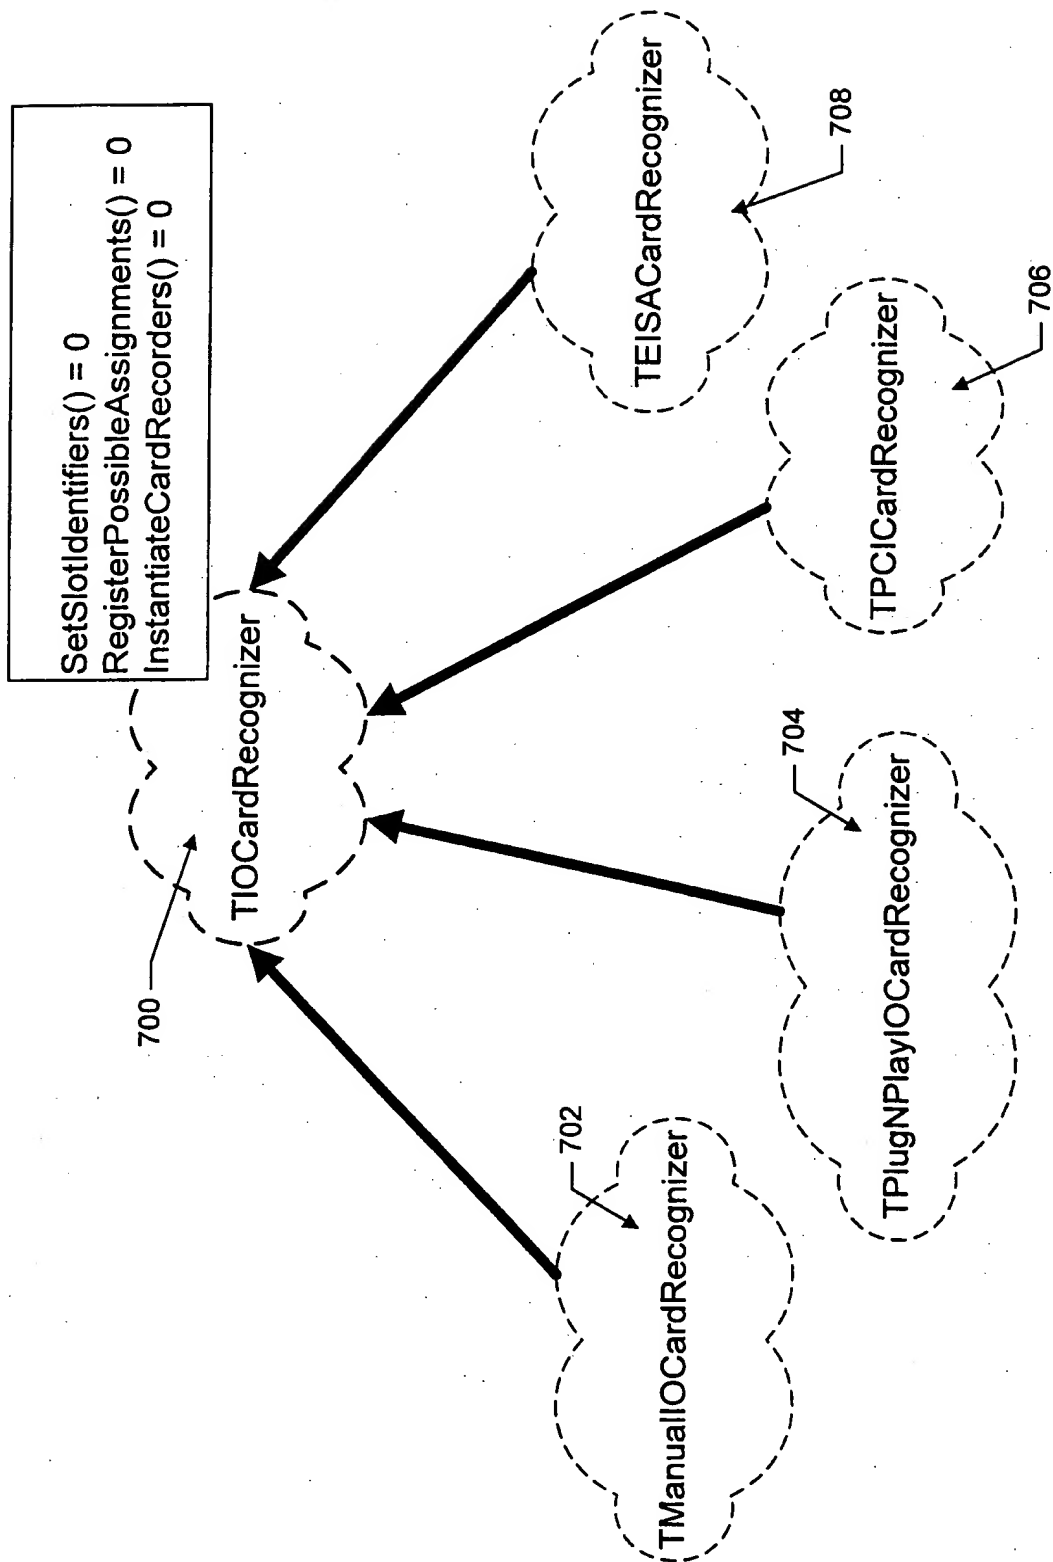 SetSlotIdentifiers() = 0
RegisterPossibleAssignments() = 0
InstantiateCardRecorders() = 0
700
TIOCardRecognizer
702
TManualIOCardRecognizer
704
TPlugNPlayIOCardRecognizer
TPCICardRecognizer
706
TEISACardRecognizer
708